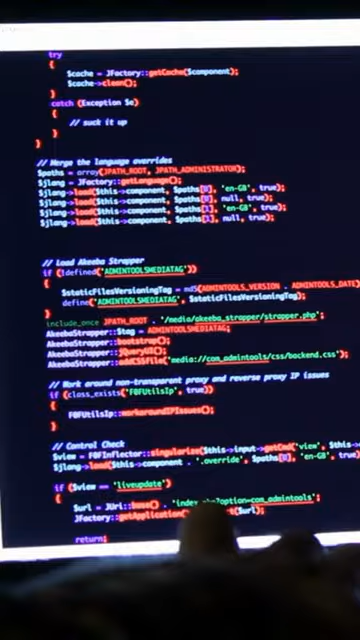 try
{
$cache = JFactory::getCache($component);
$cache->clean();
}
catch (Exception $e)
{
// suck it up
}
}
// Merge the language overrides
$paths = array(JPATH_ROOT, JPATH_ADMINISTRATOR);
$jlang = JFactory::getLanguage();
$jlang->load($this->component, $paths[0], 'en-GB', true);
$jlang->load($this->component, $paths[0], null, true);
$jlang->load($this->component, $paths[1], 'en-GB', true);
$jlang->load($this->component, $paths[1], null, true);
// Load Akeeba Strapper
if (!defined('ADMINTOOLSMEDIATAG'))
{
$staticFilesVersioningTag = md5(ADMINTOOLS_VERSION . ADMINTOOLS_DATE
define('ADMINTOOLSMEDIATAG', $staticFilesVersioningTag);
}
include_once JPATH_ROOT . '/media/akeeba_strapper/strapper.php';
AkeebaStrapper::$tag = ADMINTOOLSMEDIATAG;
AkeebaStrapper::bootstrap();
AkeebaStrapper::jQueryUI();
AkeebaStrapper::addCSSfile('media://com_admintools/css/backend.css');
// Work around non-transparent proxy and reverse proxy IP issues
if (class_exists('F0FUtilsIp', true))
{
F0FUtilsIp::workaroundIPIssues();
}
// Control Check
$view = F0FInflector::singularize($this->input->getCmd('view', $this->
$jlang->load($this->component . '.override', $paths[0], 'en-GB', true)
if ($view == 'liveupdate')
{
$url = JUri::base() . 'index.php?option=com_admintools';
JFactory::getApplication($url);
return;